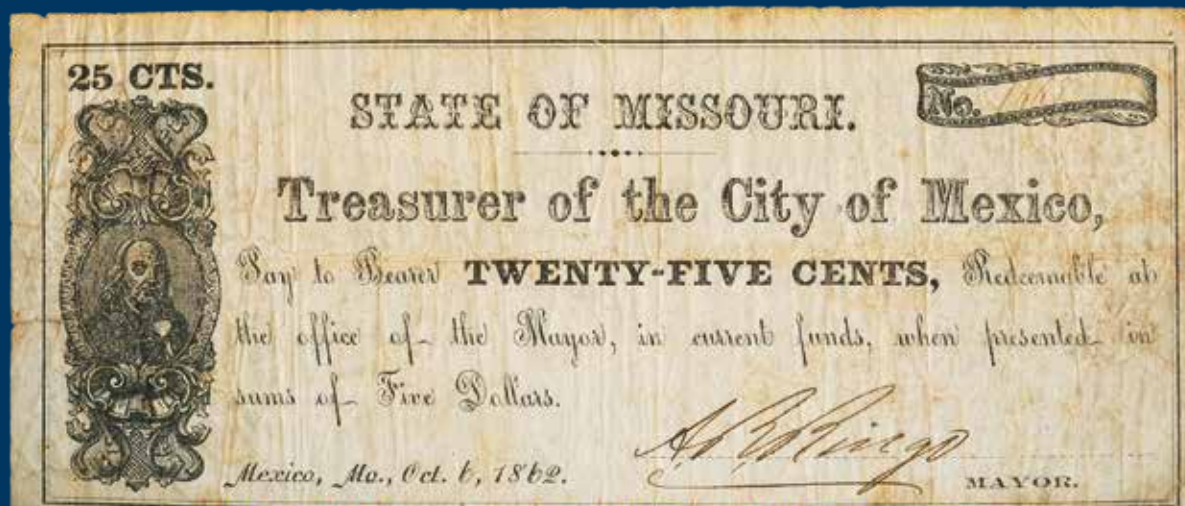 25 CTS.
STATE OF MISSOURI.
No.
Treasurer of the City of Mexico,
Pay to Bearer TWENTY-FIVE CENTS, Redeemable at
the office of the Mayor, in current funds, when presented in
sums of Five Dollars.
A. B. Ringo
Mexico, Mo., Oct. 6, 1862.
MAYOR.